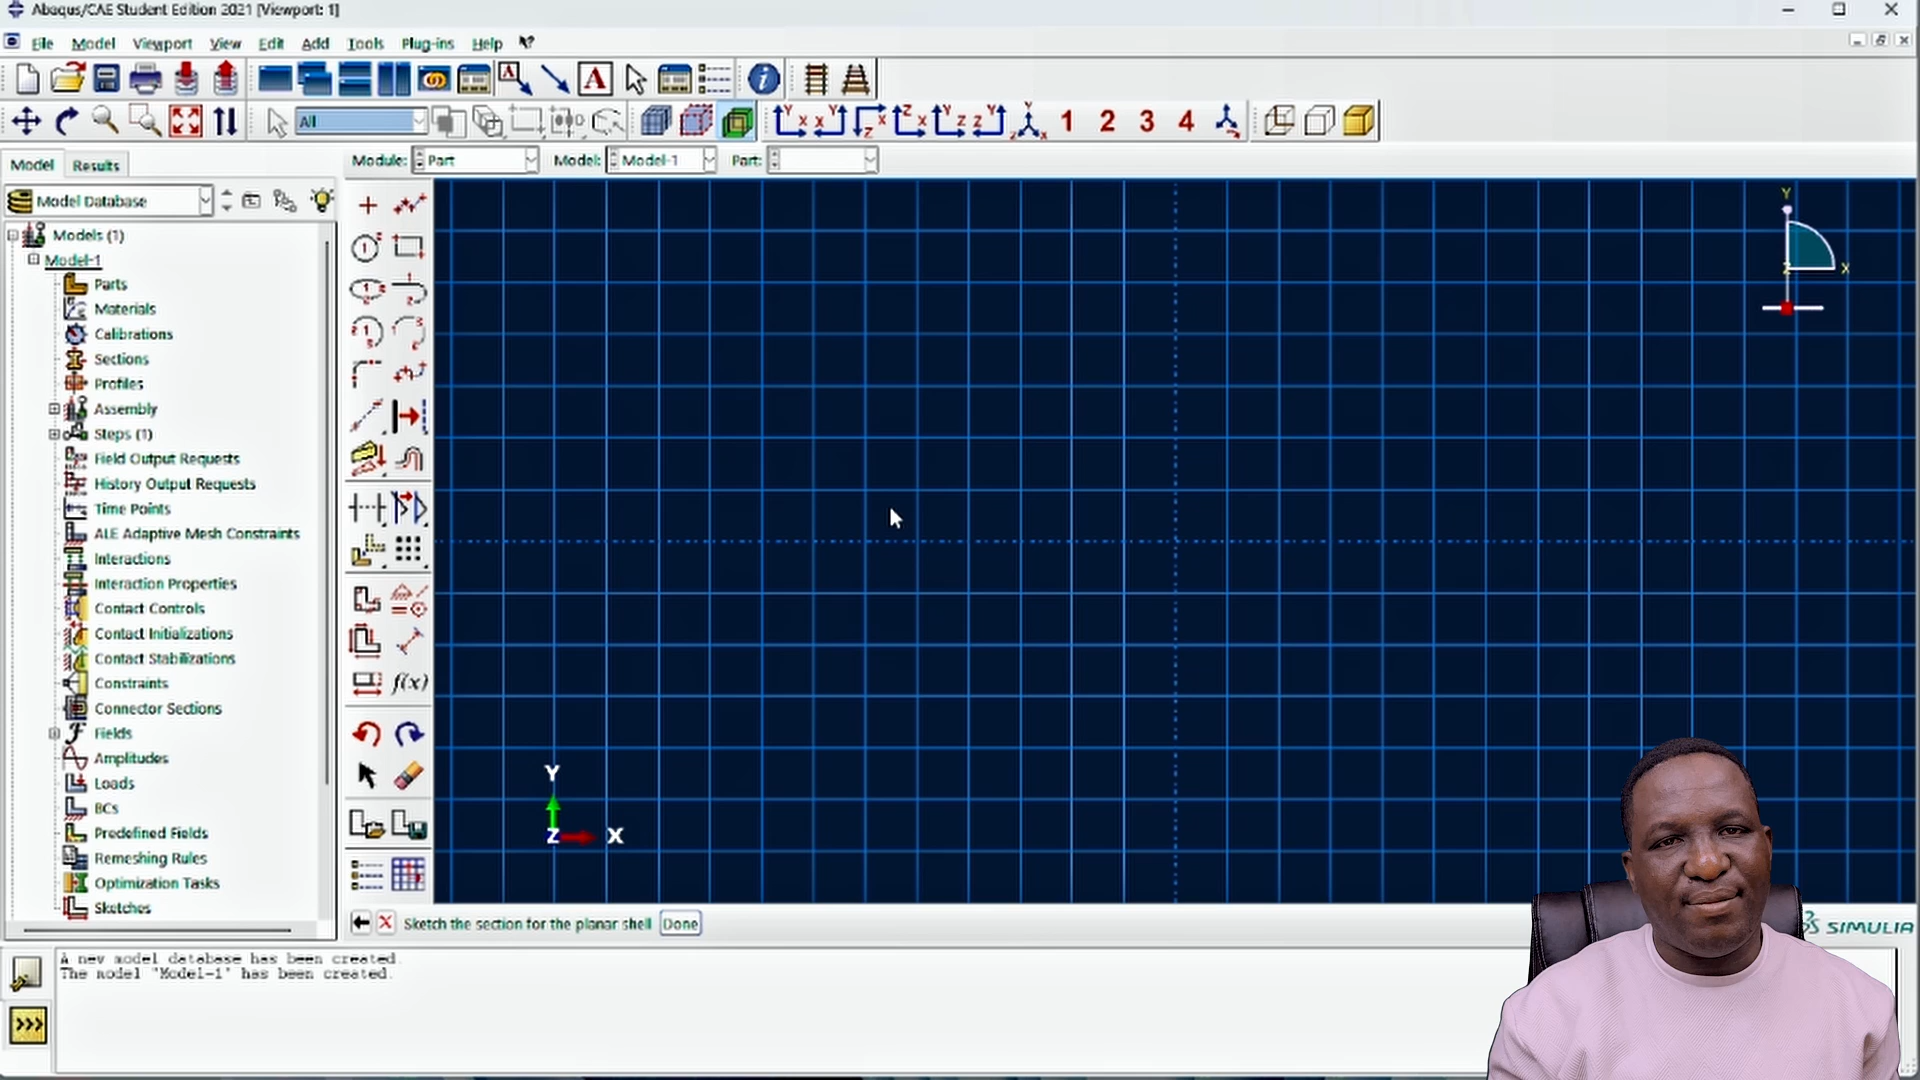 Abaqus/CAE Student Edition 2021 [Viewport: 1]
File Model Viewport View Edit Add Tools Plug-ins Help
All
1 2 3 4
Model Results
Module: Part Model: Model-1 Part:
Model Database
Models (1)
Model-1
Parts
Materials
Calibrations
Sections
Profiles
Assembly
Steps (1)
Field Output Requests
History Output Requests
Time Points
ALE Adaptive Mesh Constraints
Interactions
Interaction Properties
Contact Controls
Contact Initializations
Contact Stabilizations
Constraints
Connector Sections
Fields
Amplitudes
Loads
BCs
Predefined Fields
Remeshing Rules
Optimization Tasks
Sketches
f(x)
Y
Z X
Y
Z X
Sketch the section for the planar shell Done
SIMULIA
A new model database has been created.
The model "Model-1" has been created.
>>>